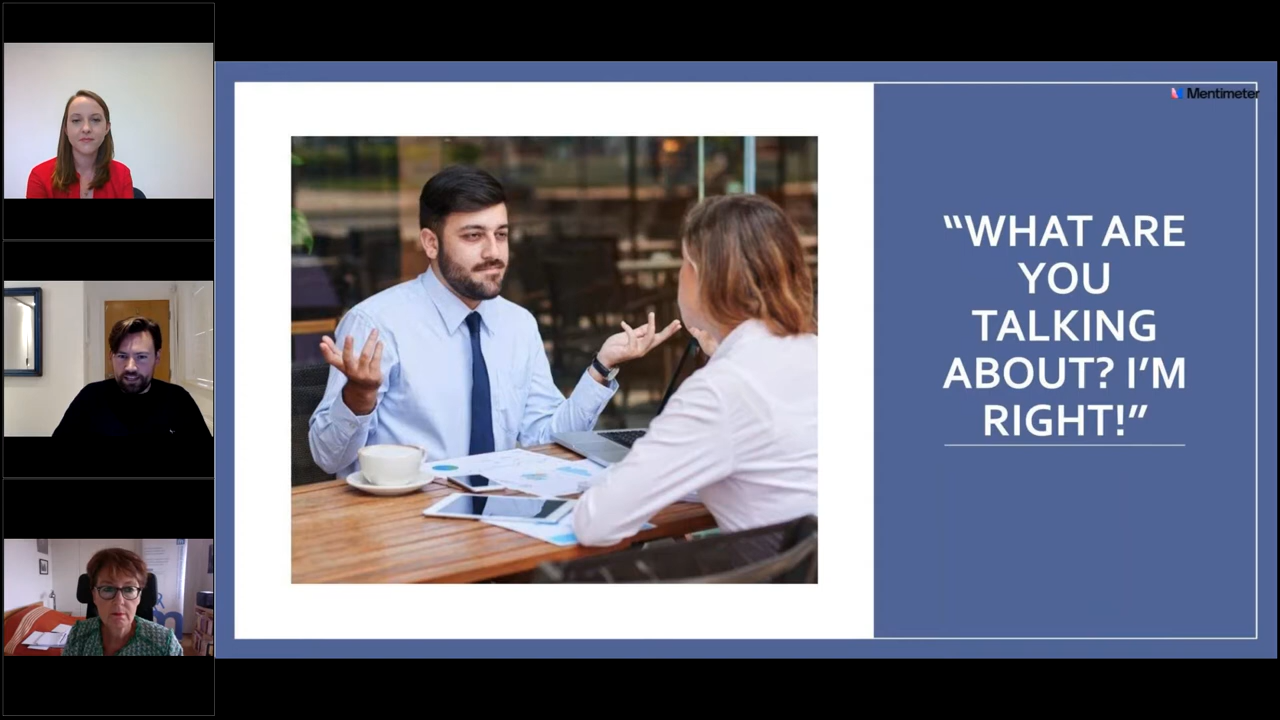 Mentimeter
“WHAT ARE
YOU
TALKING
ABOUT? I’M
RIGHT!”